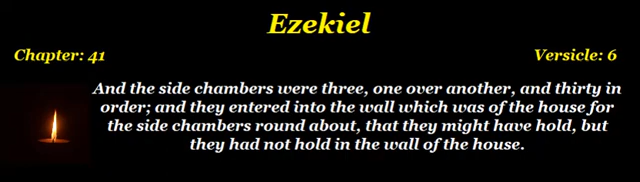 Ezekiel
Chapter: 41
Versicle: 6
And the side chambers were three, one over another, and thirty in
order; and they entered into the wall which was of the house for
the side chambers round about, that they might have hold, but
they had not hold in the wall of the house.